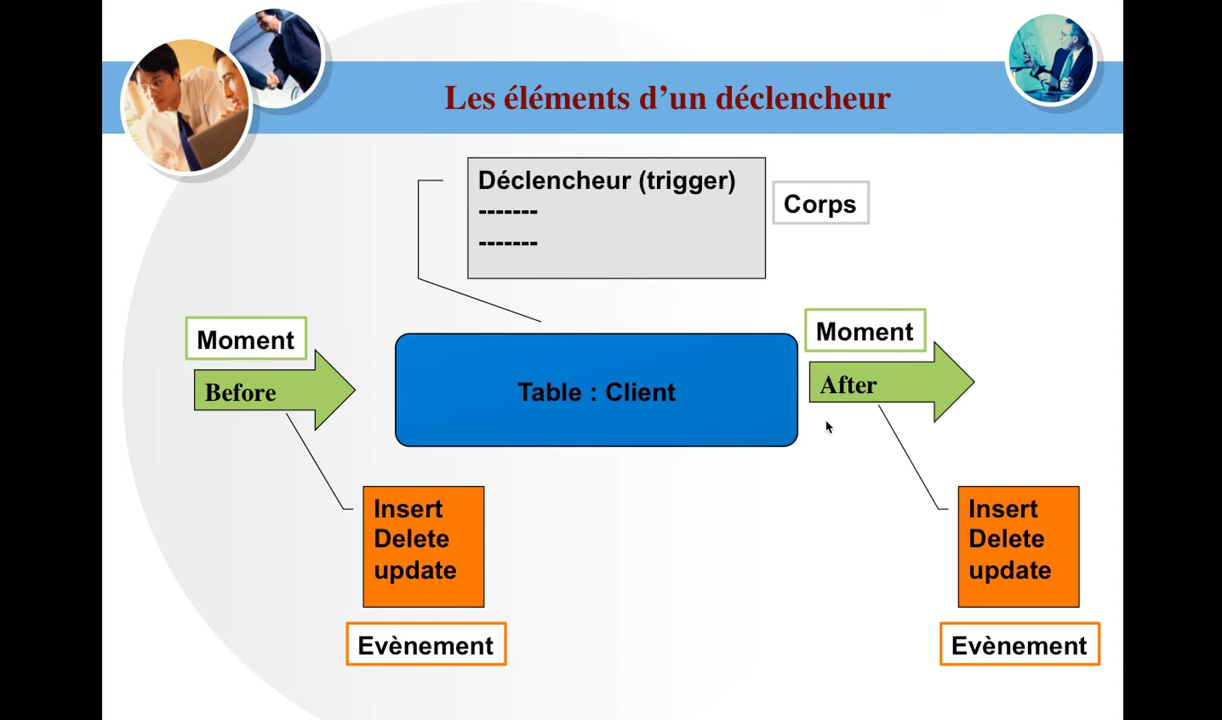 Les éléments d’un déclencheur
Déclencheur (trigger)
-------
-------
Corps
Moment
Before
Table : Client
Moment
After
Insert
Delete
update
Evènement
Insert
Delete
update
Evènement